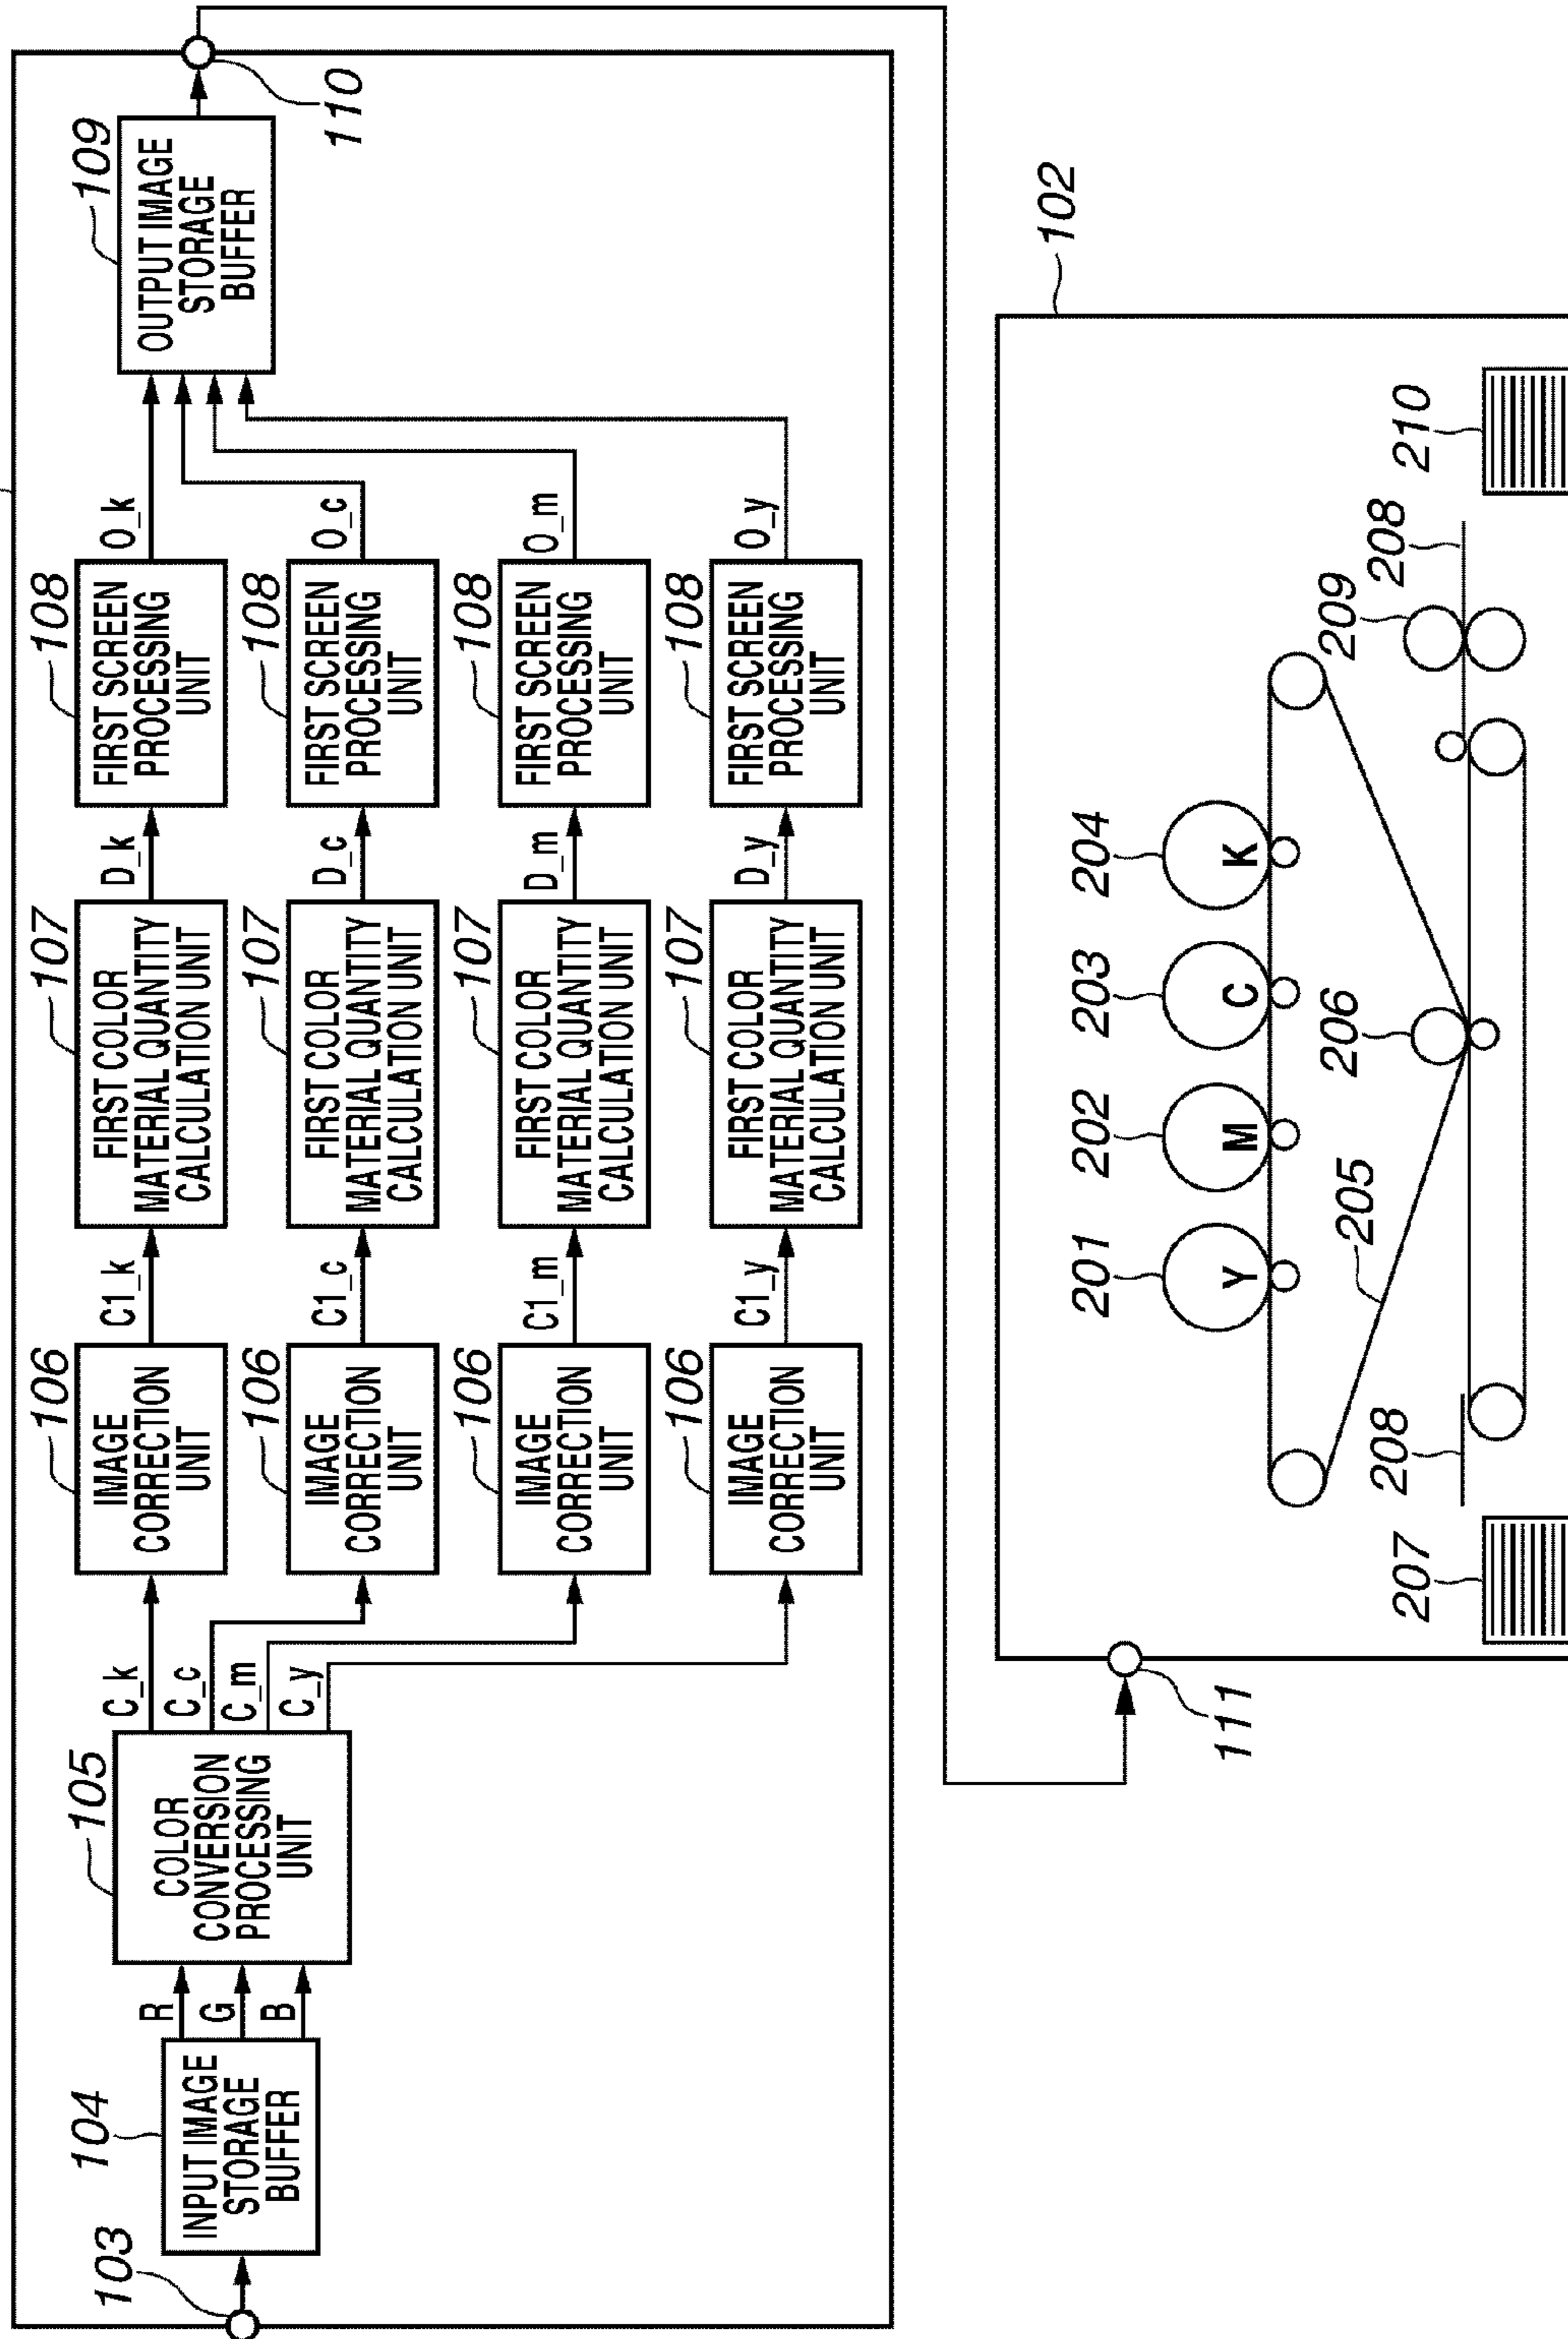 103
104
INPUT IMAGE
STORAGE
BUFFER
R
G
B
105
COLOR
CONVERSION
PROCESSING
UNIT
C_k
C_c
C_m
C_y
106
IMAGE
CORRECTION
UNIT
C1_k
107
FIRST COLOR
MATERIAL QUANTITY
CALCULATION UNIT
D_k
108
FIRST SCREEN
PROCESSING
UNIT
O_k
106
IMAGE
CORRECTION
UNIT
C1_c
107
FIRST COLOR
MATERIAL QUANTITY
CALCULATION UNIT
D_c
108
FIRST SCREEN
PROCESSING
UNIT
O_c
106
IMAGE
CORRECTION
UNIT
C1_m
107
FIRST COLOR
MATERIAL QUANTITY
CALCULATION UNIT
D_m
108
FIRST SCREEN
PROCESSING
UNIT
O_m
106
IMAGE
CORRECTION
UNIT
C1_y
107
FIRST COLOR
MATERIAL QUANTITY
CALCULATION UNIT
D_y
108
FIRST SCREEN
PROCESSING
UNIT
O_y
109
OUTPUT IMAGE
STORAGE
BUFFER
110
102
111
201
202
203
204
Y
M
C
K
205
206
209
207
208
208
210